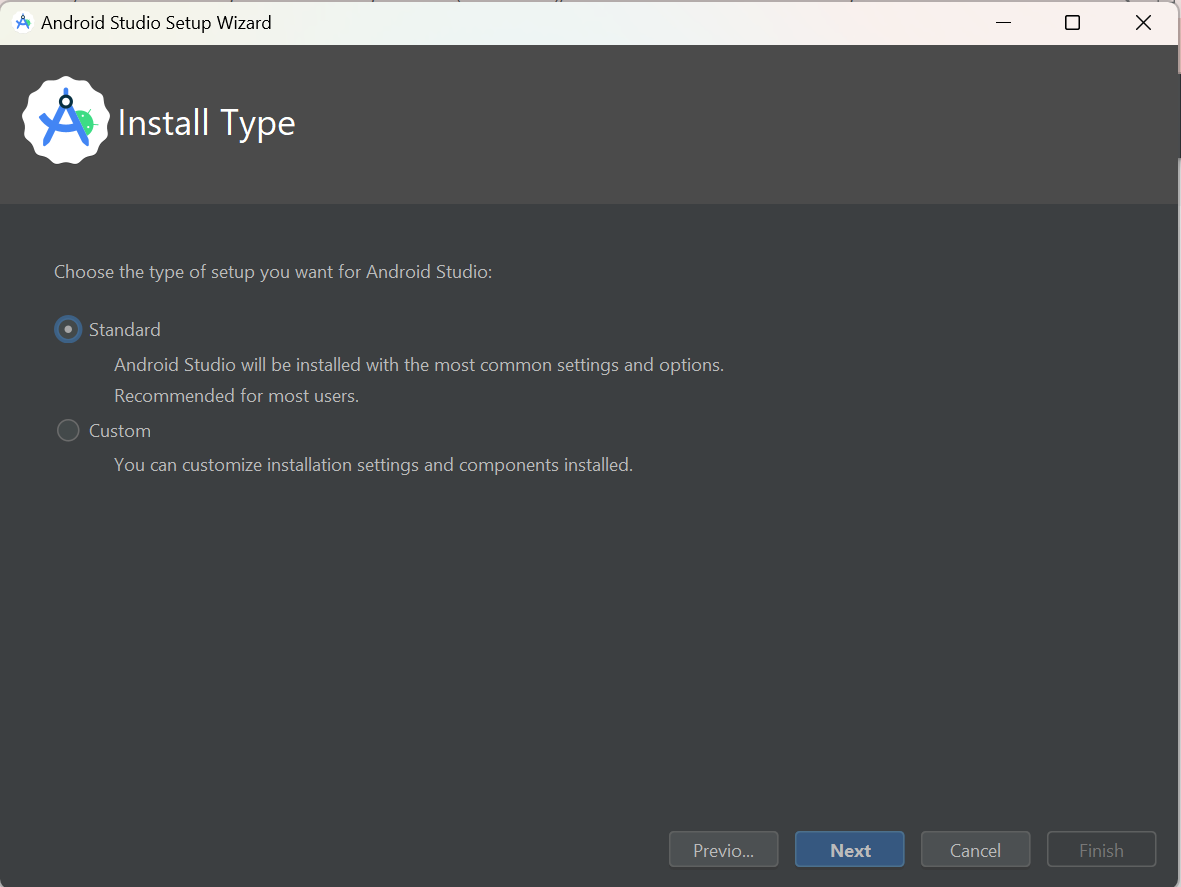 Android Studio Setup Wizard
Install Type
Choose the type of setup you want for Android Studio:
Standard
Android Studio will be installed with the most common settings and options.
Recommended for most users.
Custom
You can customize installation settings and components installed.
Previo... Next Cancel Finish